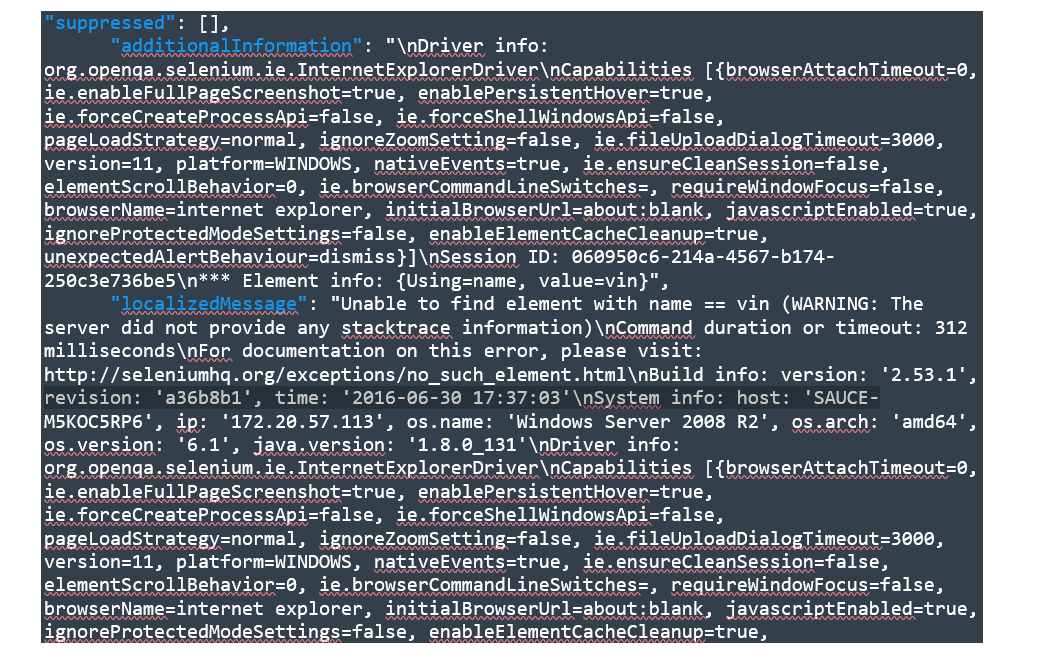 "suppressed": [],
"additionalInformation": "\nDriver info:
org.openqa.selenium.ie.InternetExplorerDriver\nCapabilities [{browserAttachTimeout=0,
ie.enableFullPageScreenshot=true, enablePersistentHover=true,
ie.forceCreateProcessApi=false, ie.forceShellWindowsApi=false,
pageLoadStrategy=normal, ignoreZoomSetting=false, ie.fileUploadDialogTimeout=3000,
version=11, platform=WINDOWS, nativeEvents=true, ie.ensureCleanSession=false,
elementScrollBehavior=0, ie.browserCommandLineSwitches=, requireWindowFocus=false,
browserName=internet explorer, initialBrowserUrl=about:blank, javascriptEnabled=true,
ignoreProtectedModeSettings=false, enableElementCacheCleanup=true,
unexpectedAlertBehaviour=dismiss}]\nSession ID: 060950c6-214a-4567-b174-
250c3e736be5\n*** Element info: {Using=name, value=vin}",
"localizedMessage": "Unable to find element with name == vin (WARNING: The
server did not provide any stacktrace information)\nCommand duration or timeout: 312
milliseconds\nFor documentation on this error, please visit:
http://seleniumhq.org/exceptions/no_such_element.html\nBuild info: version: '2.53.1',
revision: 'a36b8b1', time: '2016-06-30 17:37:03'\nSystem info: host: 'SAUCE-
M5KOC5RP6', ip: '172.20.57.113', os.name: 'Windows Server 2008 R2', os.arch: 'amd64',
os.version: '6.1', java.version: '1.8.0_131'\nDriver info:
org.openqa.selenium.ie.InternetExplorerDriver\nCapabilities [{browserAttachTimeout=0,
ie.enableFullPageScreenshot=true, enablePersistentHover=true,
ie.forceCreateProcessApi=false, ie.forceShellWindowsApi=false,
pageLoadStrategy=normal, ignoreZoomSetting=false, ie.fileUploadDialogTimeout=3000,
version=11, platform=WINDOWS, nativeEvents=true, ie.ensureCleanSession=false,
elementScrollBehavior=0, ie.browserCommandLineSwitches=, requireWindowFocus=false,
browserName=internet explorer, initialBrowserUrl=about:blank, javascriptEnabled=true,
ignoreProtectedModeSettings=false, enableElementCacheCleanup=true,